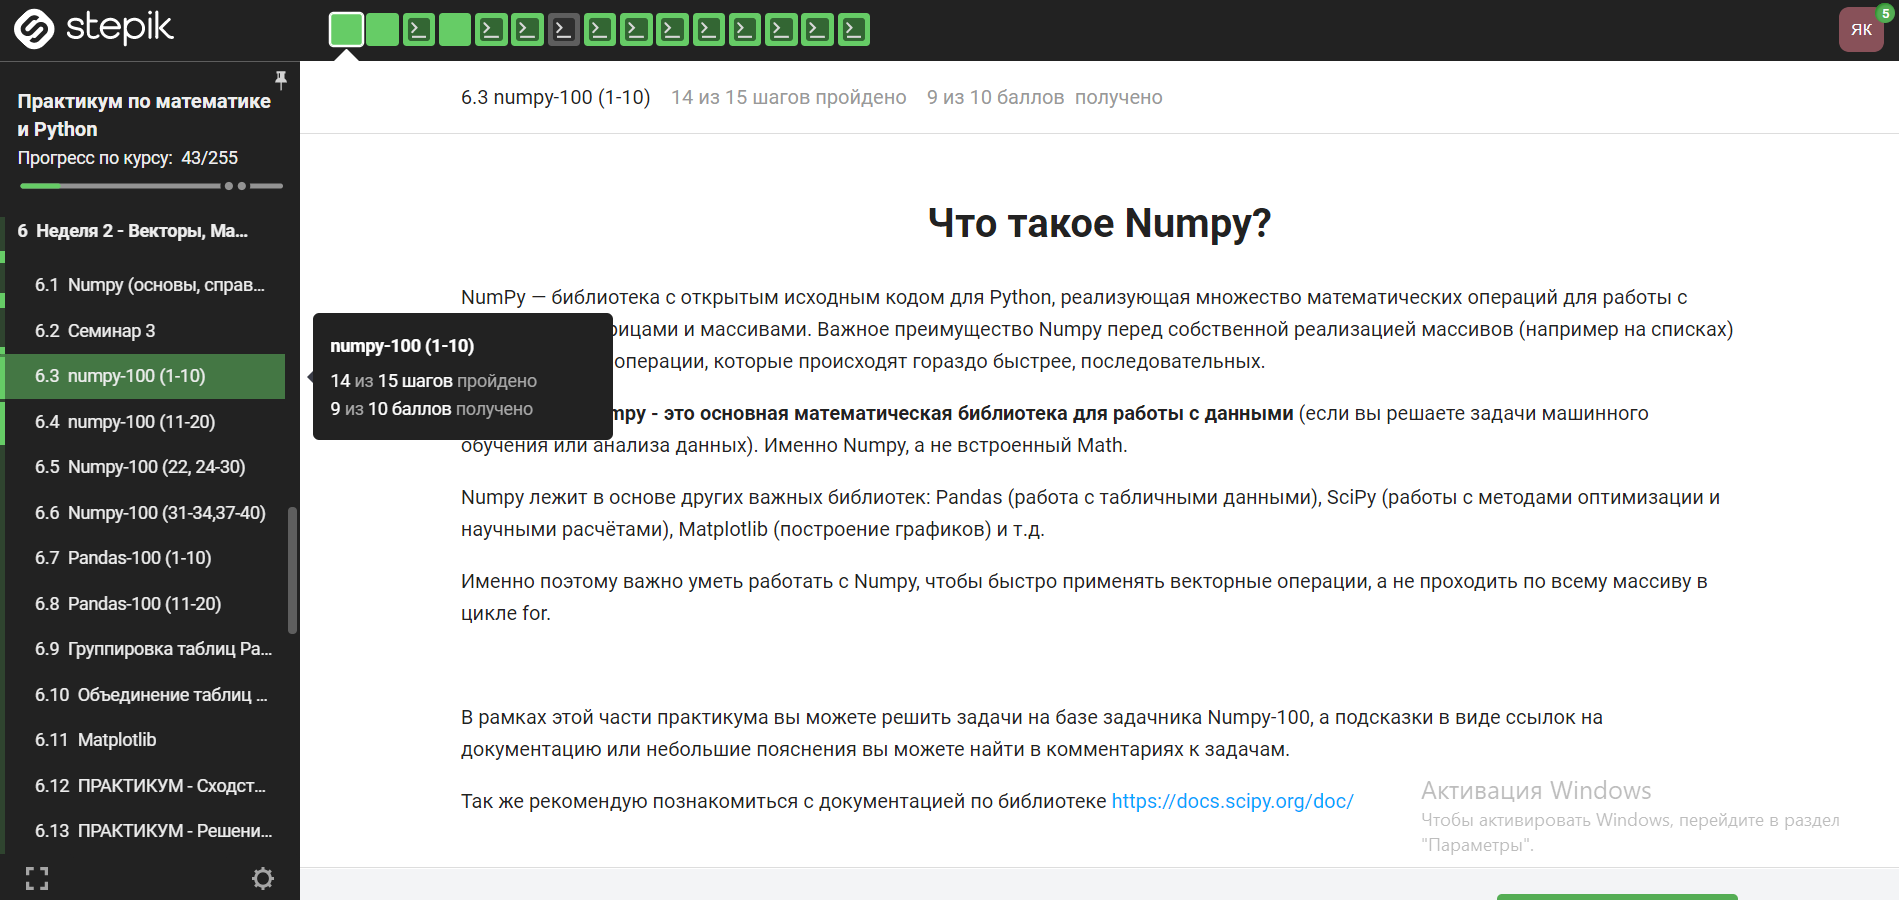 stepik
5
ЯК
Практикум по математике
и Python
Прогресс по курсу: 43/255
6 Неделя 2 - Векторы, Ма...
6.1 Numpy (основы, справ...
6.2 Семинар 3
6.3 numpy-100 (1-10)
6.4 numpy-100 (11-20)
6.5 Numpy-100 (22, 24-30)
6.6 Numpy-100 (31-34,37-40)
6.7 Pandas-100 (1-10)
6.8 Pandas-100 (11-20)
6.9 Группировка таблиц Pa...
6.10 Объединение таблиц ...
6.11 Matplotlib
6.12 ПРАКТИКУМ - Сходст...
6.13 ПРАКТИКУМ - Решени...
numpy-100 (1-10)
14 из 15 шагов пройдено
9 из 10 баллов получено
6.3 numpy-100 (1-10) 14 из 15 шагов пройдено 9 из 10 баллов получено
Что такое Numpy?
NumPy — библиотека с открытым исходным кодом для Python, реализующая множество математических операций для работы с
рицами и массивами. Важное преимущество Numpy перед собственной реализацией массивов (например на списках)
операции, которые происходят гораздо быстрее, последовательных.
mpy - это основная математическая библиотека для работы с данными (если вы решаете задачи машинного
обучения или анализа данных). Именно Numpy, а не встроенный Math.
Numpy лежит в основе других важных библиотек: Pandas (работа с табличными данными), SciPy (работы с методами оптимизации и
научными расчётами), Matplotlib (построение графиков) и т.д.
Именно поэтому важно уметь работать с Numpy, чтобы быстро применять векторные операции, а не проходить по всему массиву в
цикле for.
В рамках этой части практикума вы можете решить задачи на базе задачника Numpy-100, а подсказки в виде ссылок на
документацию или небольшие пояснения вы можете найти в комментариях к задачам.
Так же рекомендую познакомиться с документацией по библиотеке https://docs.scipy.org/doc/
Активация Windows
Чтобы активировать Windows, перейдите в раздел
"Параметры".